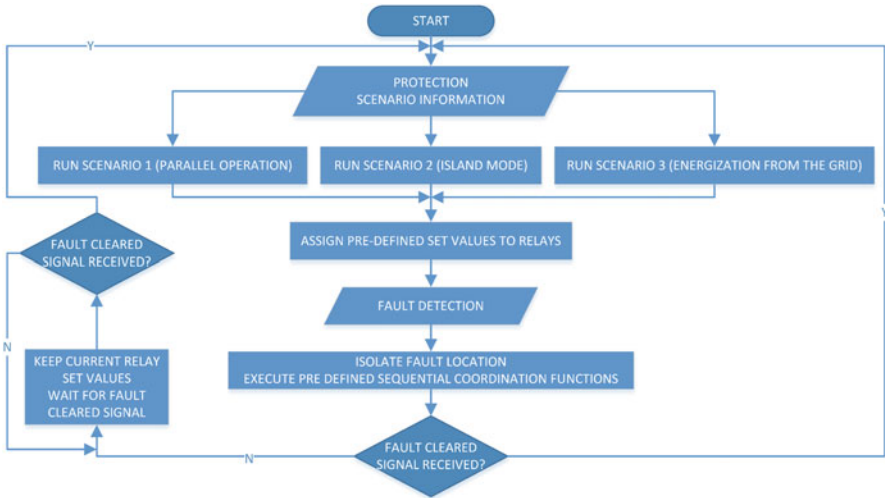 START
Y
PROTECTION
SCENARIO INFORMATION
RUN SCENARIO 1 (PARALLEL OPERATION)
RUN SCENARIO 2 (ISLAND MODE)
RUN SCENARIO 3 (ENERGIZATION FROM THE GRID)
Y
FAULT CLEARED
SIGNAL RECEIVED?
ASSIGN PRE-DEFINED SET VALUES TO RELAYS
FAULT DETECTION
N
KEEP CURRENT RELAY
SET VALUES
WAIT FOR FAULT
CLEARED SIGNAL
ISOLATE FAULT LOCATION
EXECUTE PRE DEFINED SEQUENTIAL COORDINATION FUNCTIONS
N
FAULT CLEARED
SIGNAL RECEIVED?